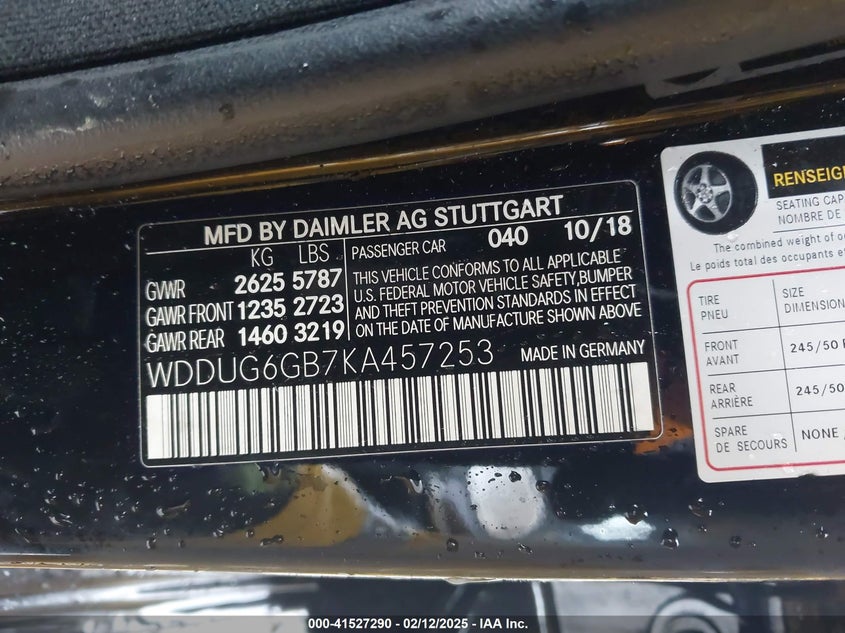 MFD BY DAIMLER AG STUTTGART
KG LBS
GVWR 2625 5787
GAWR FRONT 1235 2723
GAWR REAR 1460 3219
PASSENGER CAR 040 10/18
THIS VEHICLE CONFORMS TO ALL APPLICABLE
U.S. FEDERAL MOTOR VEHICLE SAFETY, BUMPER
AND THEFT PREVENTION STANDARDS IN EFFECT
ON THE DATE OF MANUFACTURE SHOWN ABOVE
WDDUG6GB7KA457253 MADE IN GERMANY
SEATING CAP
NOMBRE DE
The combined weight of
Le poids total des occupants
TIRE
PNEU
SIZE
DIMENSION
FRONT
AVANT
245/50
REAR
ARRIÈRE
245/50
SPARE
DE SECOURS
NONE
000-41527290 - 02/12/2025 - IAA Inc.